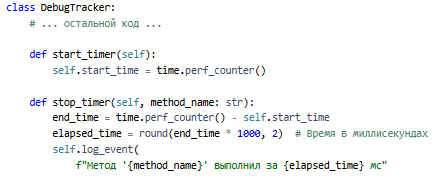 class DebugTracker:
    # ... остальной код ...

    def start_timer(self):
        self.start_time = time.perf_counter()

    def stop_timer(self, method_name: str):
        end_time = time.perf_counter() - self.start_time
        elapsed_time = round(end_time * 1000, 2)  # Время в миллисекундах
        self.log_event(
            f"Метод '{method_name}' выполнил за {elapsed_time} мс"